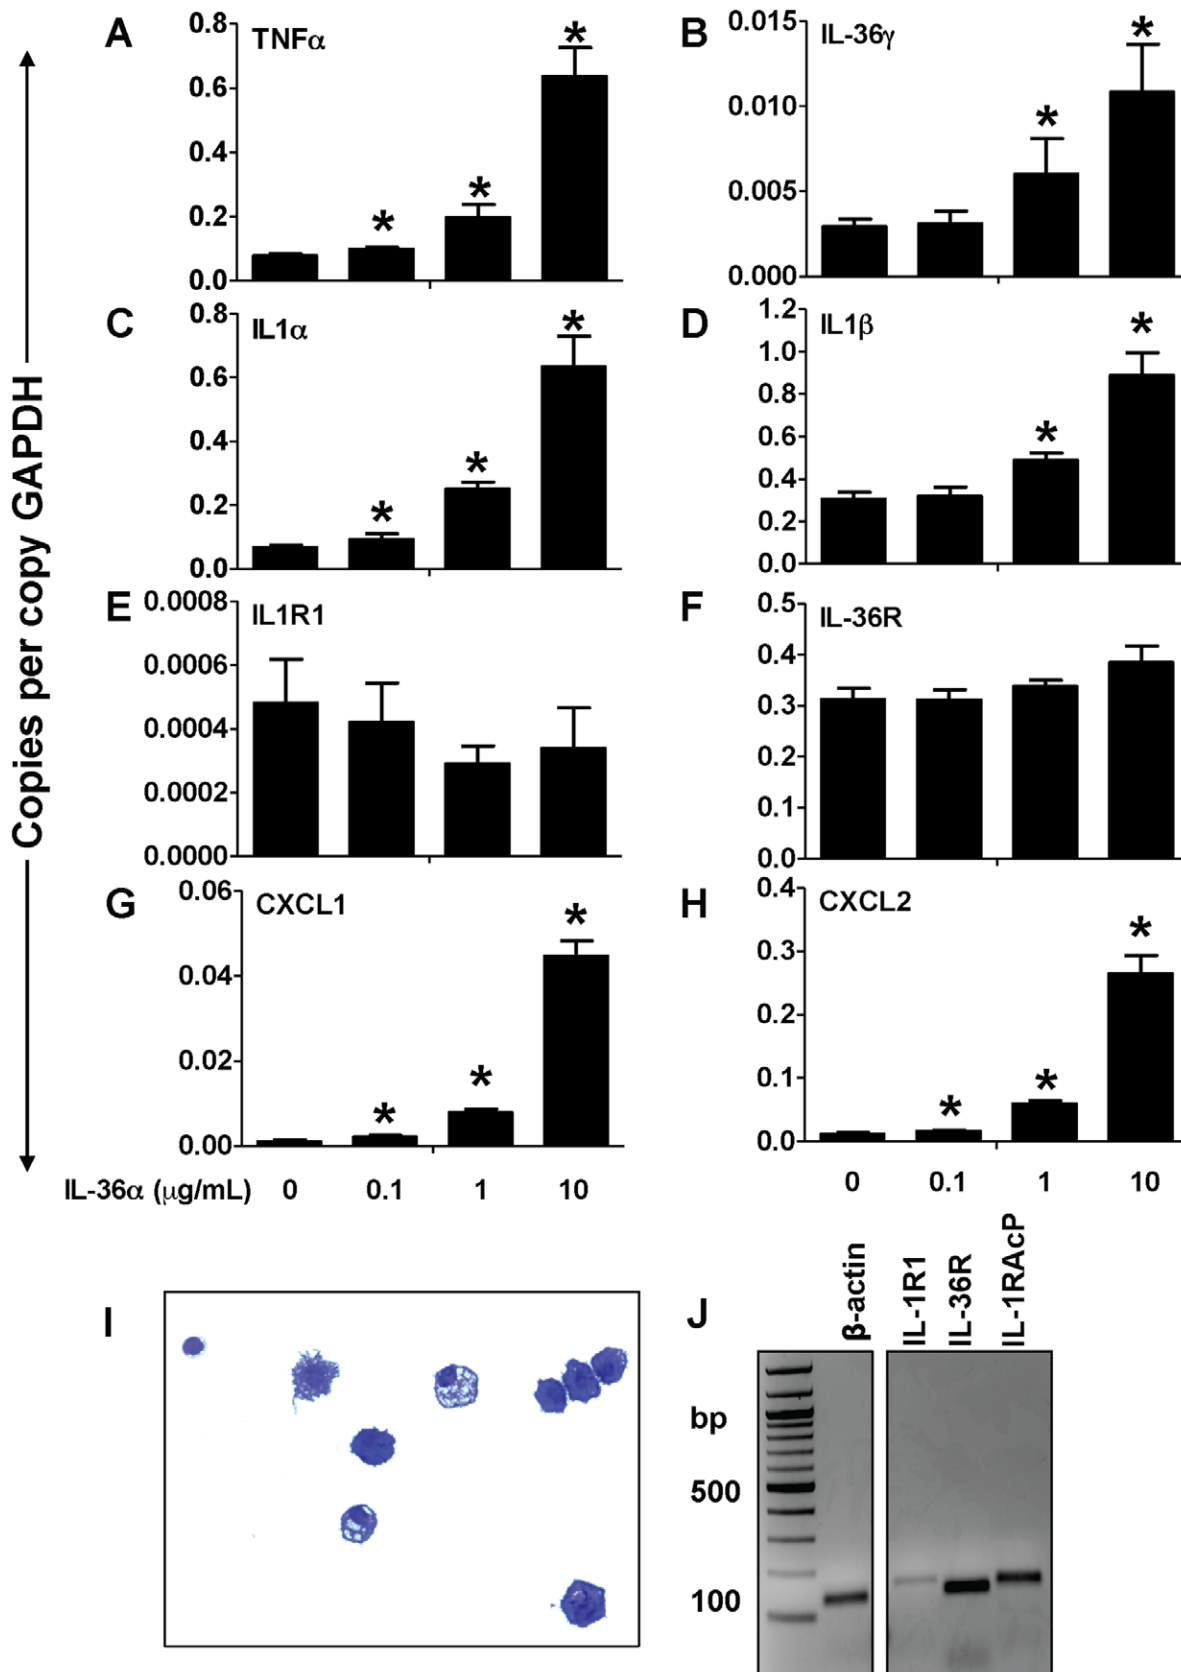 Copies per copy GAPDH
A
TNFα
0.8
0.6
0.4
0.2
0.0
*
*
*
B
IL-36γ
0.015
0.010
0.005
0.000
*
*
C
IL1α
0.8
0.6
0.4
0.2
0.0
*
*
*
D
IL1β
1.2
1.0
0.8
0.6
0.4
0.2
0.0
*
*
E
IL1R1
0.0008
0.0006
0.0004
0.0002
0.0000
F
IL-36R
0.5
0.4
0.3
0.2
0.1
0.0
G
CXCL1
0.06
0.04
0.02
0.00
*
*
*
H
CXCL2
0.4
0.3
0.2
0.1
0.0
*
*
*
IL-36α (µg/mL) 0 0.1 1 10
0 0.1 1 10
I
J
β-actin
IL-1R1
IL-36R
IL-1RAcP
bp
500
100